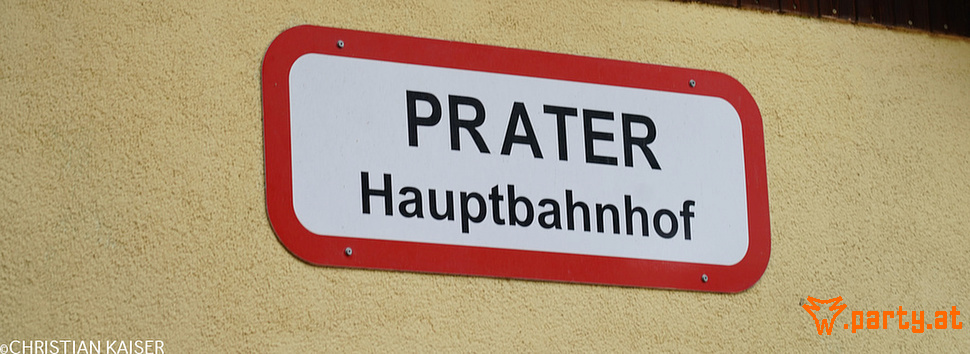 PRATER
Hauptbahnhof
©CHRISTIAN KAISER
.party.at